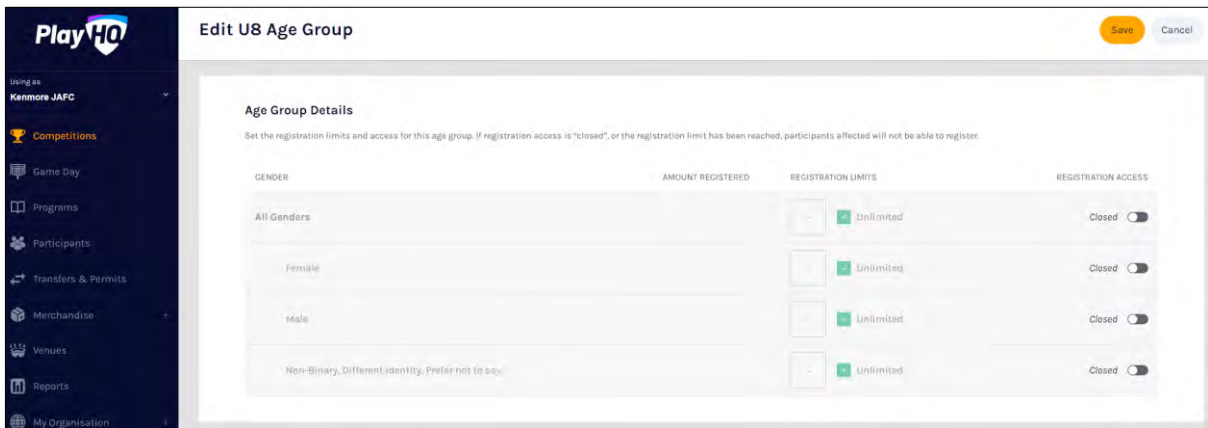 PlayHQ
Edit U8 Age Group
Save
Cancel
Using as
Kenmore JAFC
Competitions
Game Day
Programs
Participants
Transfers & Permits
Merchandise
Venues
Reports
My Organisation
Age Group Details
Set the registration limits and access for this age group. If registration access is "closed", or the registration limit has been reached, participants affected will not be able to register.
GENDER AMOUNT REGISTERED REGISTRATION LIMITS REGISTRATION ACCESS
All Genders - Unlimited Closed
Female - Unlimited Closed
Male - Unlimited Closed
Non-Binary, Different Identity, Prefer not to say. - Unlimited Closed